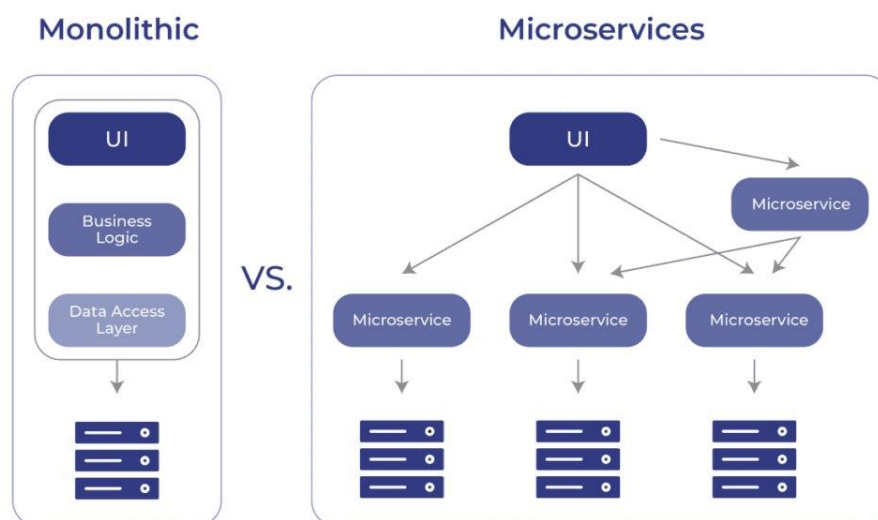 Monolithic
UI
Business
Logic
Data Access
Layer
VS.
Microservices
UI
Microservice
Microservice
Microservice
Microservice